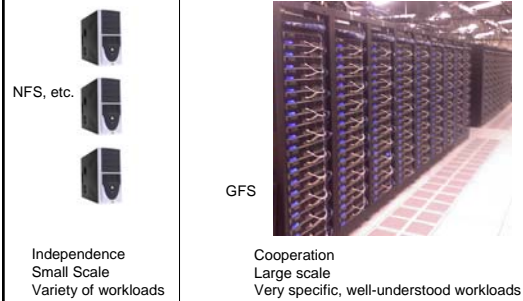 NFS, etc.
Independence
Small Scale
Variety of workloads
GFS
Cooperation
Large scale
Very specific, well-understood workloads